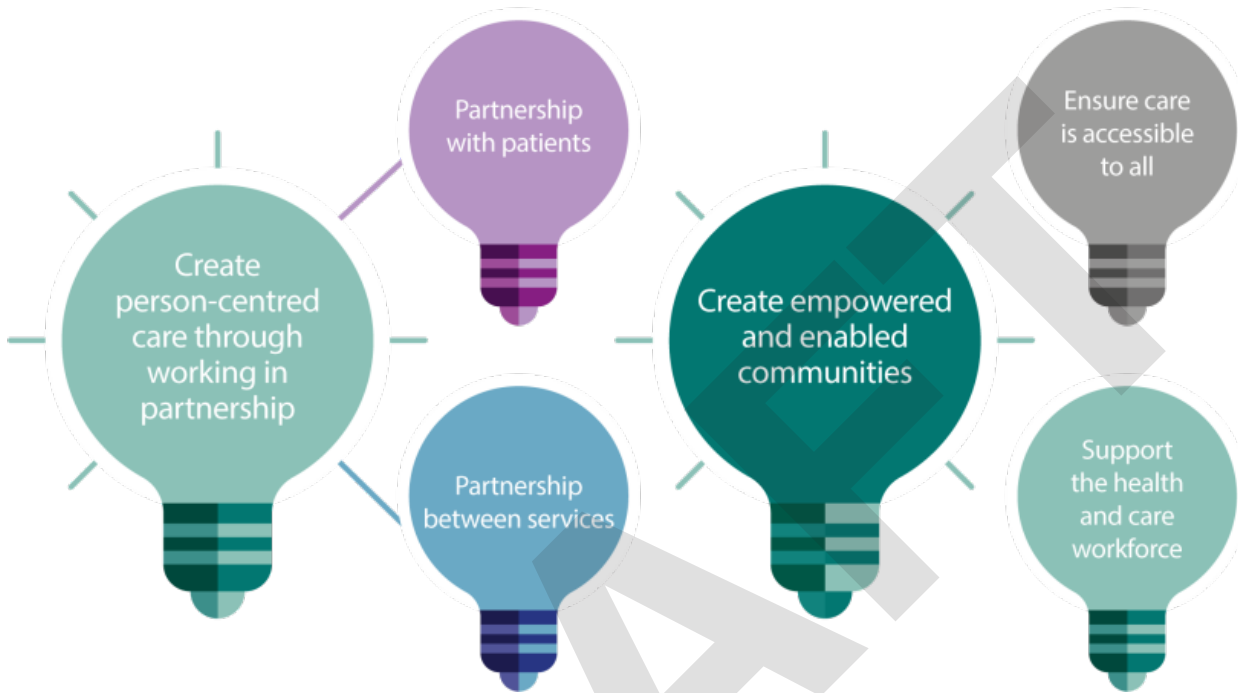 Create
person-centred
care through
working in
partnership
Partnership
with patients
Partnership
between services
Create empowered
and enabled
communities
Ensure care
is accessible
to all
Support
the health
and care
workforce